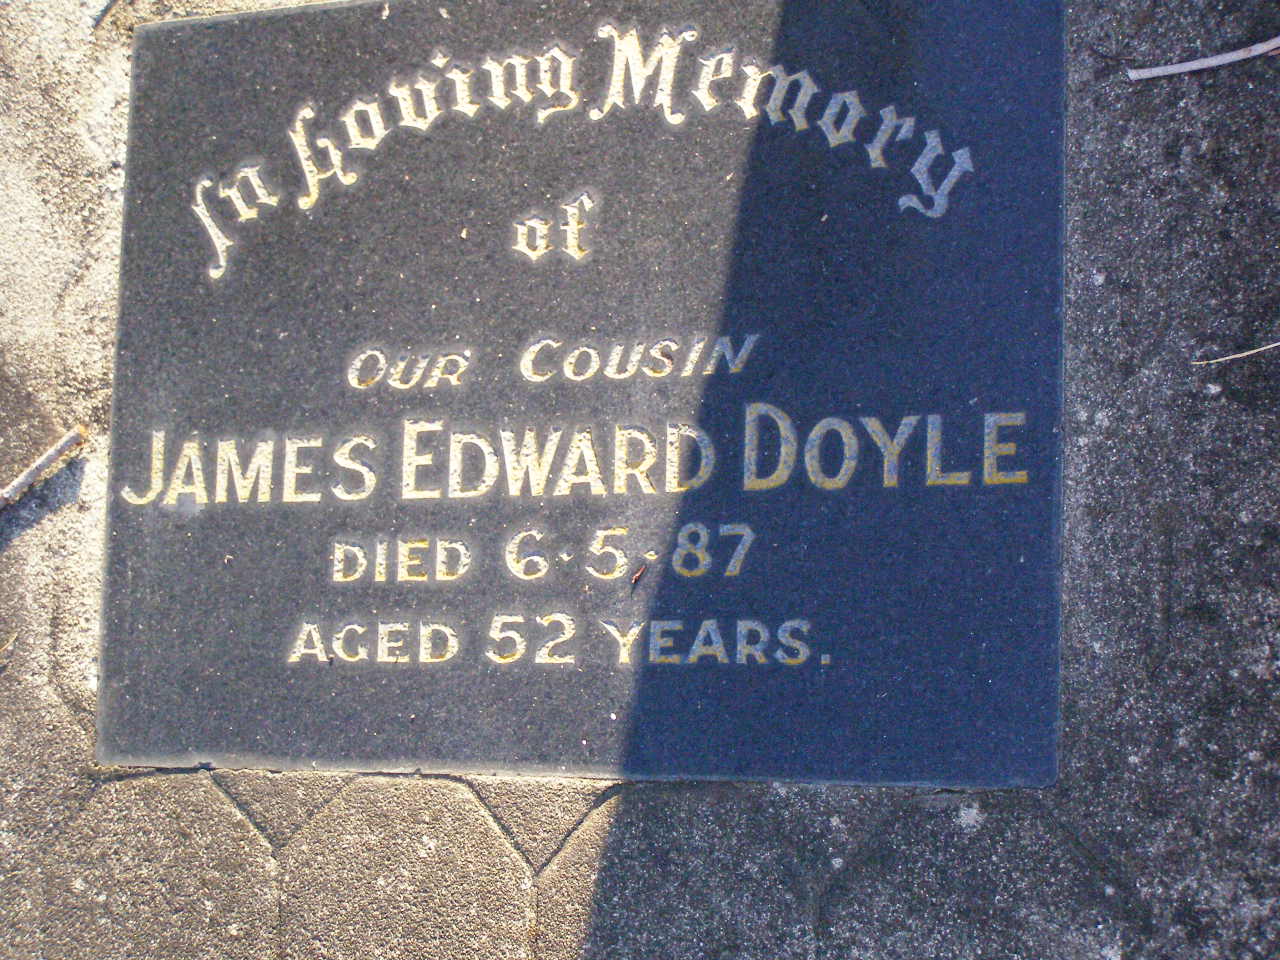 In Loving Memory
of
OUR COUSIN
JAMES EDWARD DOYLE
DIED 6·5·87
AGED 52 YEARS.